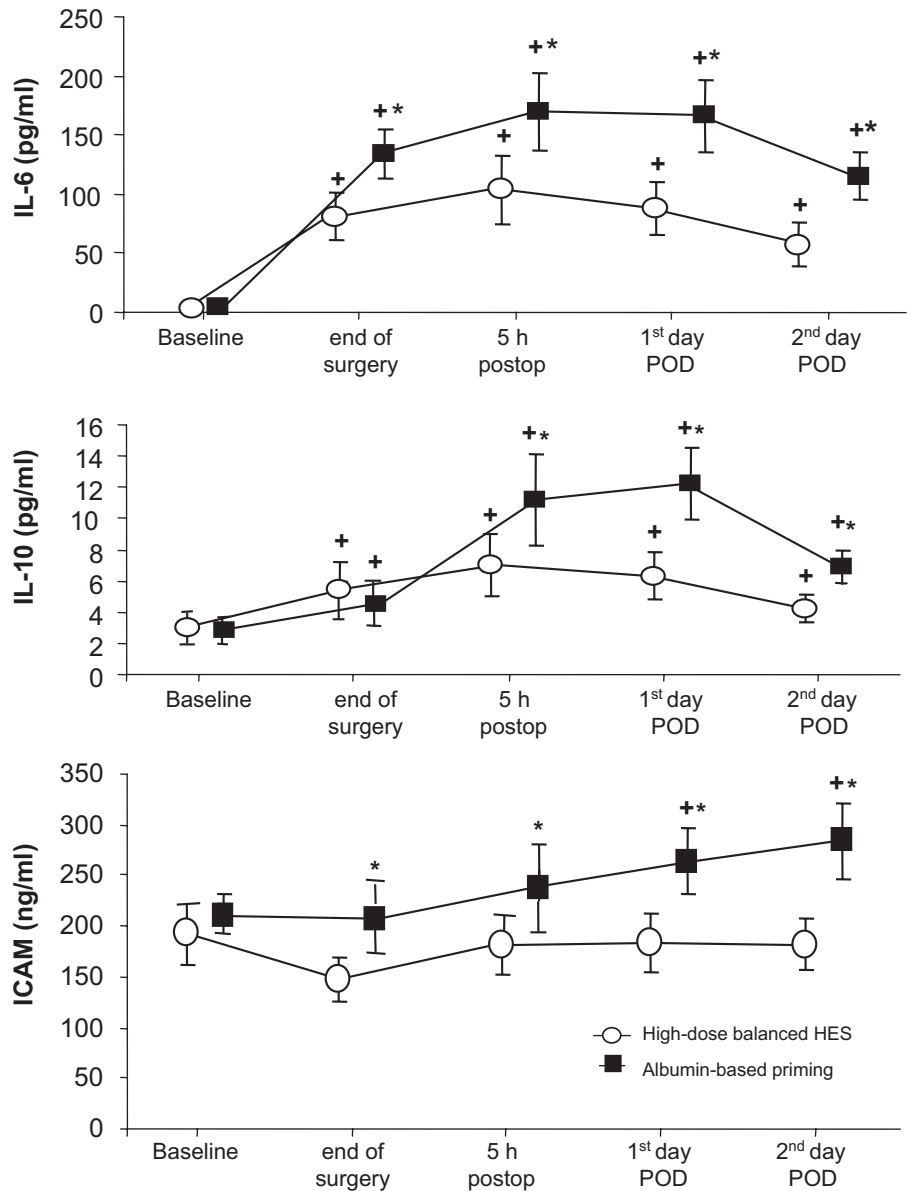 250
+*
+*
200
+*
+*
150
+
+
+
100
+
50
0
IL-6 (pg/ml)
Baseline
end of
surgery
5 h
postop
1st day
POD
2nd day
POD
16
+*
+*
14
12
+
+
+
+*
10
+
+
8
6
4
2
0
IL-10 (pg/ml)
Baseline
end of
surgery
5 h
postop
1st day
POD
2nd day
POD
350
+*
300
*
*
+*
250
200
150
100
50
0
ICAM (ng/ml)
High-dose balanced HES
Albumin-based priming
Baseline
end of
surgery
5 h
postop
1st day
POD
2nd day
POD